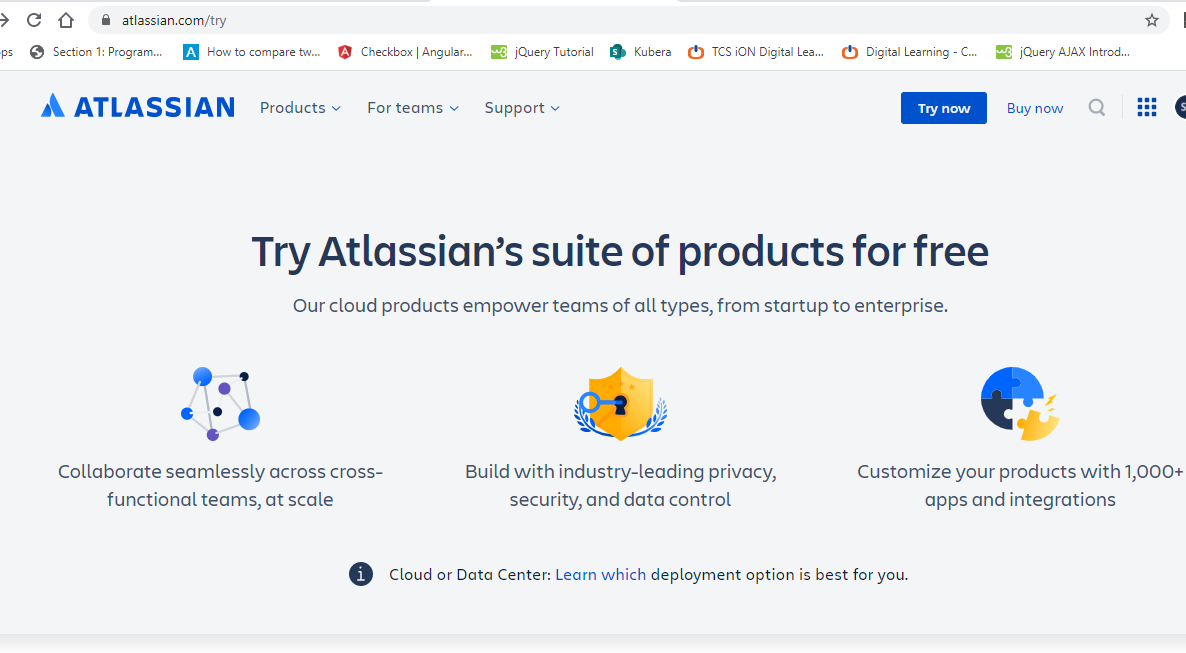 atlassian.com/try
ps Section 1: Program... How to compare tw... Checkbox | Angular... jQuery Tutorial Kubera TCS iON Digital Lea... Digital Learning - C... jQuery AJAX Introd...
ATLASSIAN Products For teams Support Try now Buy now S
Try Atlassian’s suite of products for free
Our cloud products empower teams of all types, from startup to enterprise.
Collaborate seamlessly across cross-
functional teams, at scale
Build with industry-leading privacy,
security, and data control
Customize your products with 1,000+
apps and integrations
Cloud or Data Center: Learn which deployment option is best for you.